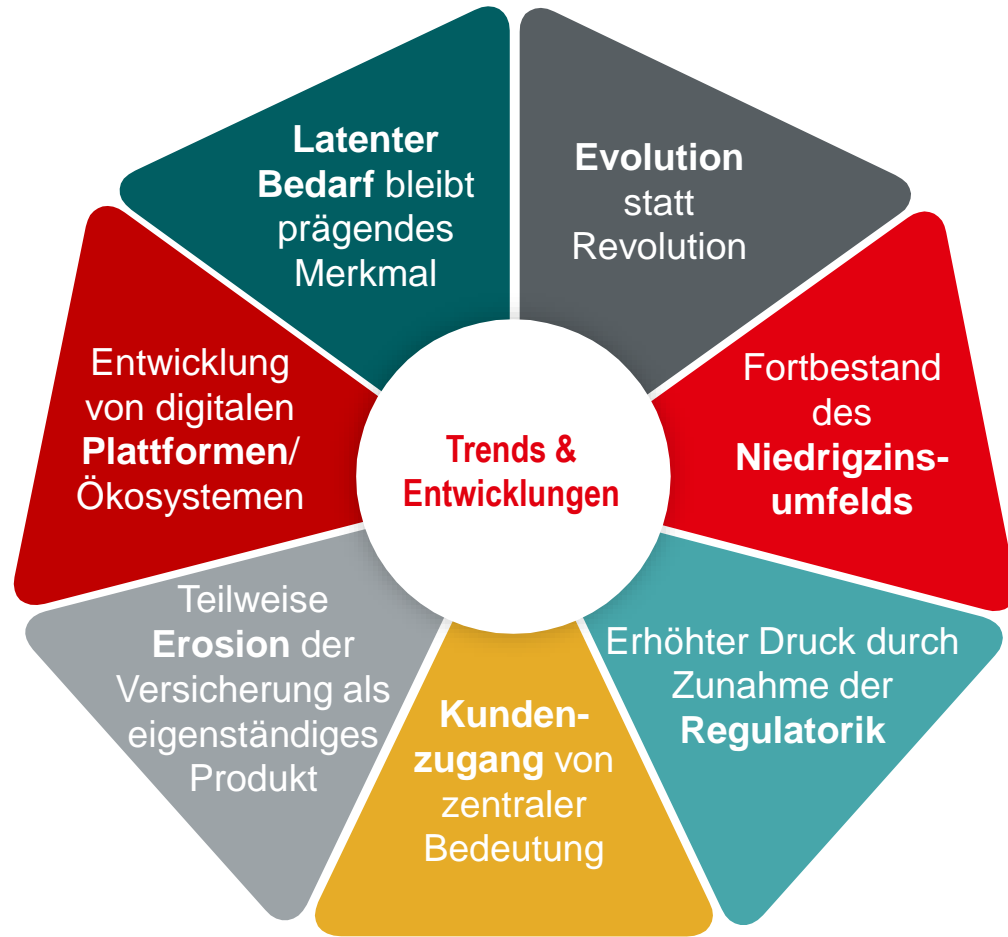 Latenter
Bedarf bleibt
prägendes
Merkmal
Evolution
statt
Revolution
Fortbestand
des
Niedrigzins-
umfelds
Erhöhter Druck durch
Zunahme der
Regulatorik
Kunden-
zugang von
zentraler
Bedeutung
Teilweise
Erosion der
Versicherung als
eigenständiges
Produkt
Entwicklung
von digitalen
Plattformen/
Ökosystemen
Trends &
Entwicklungen